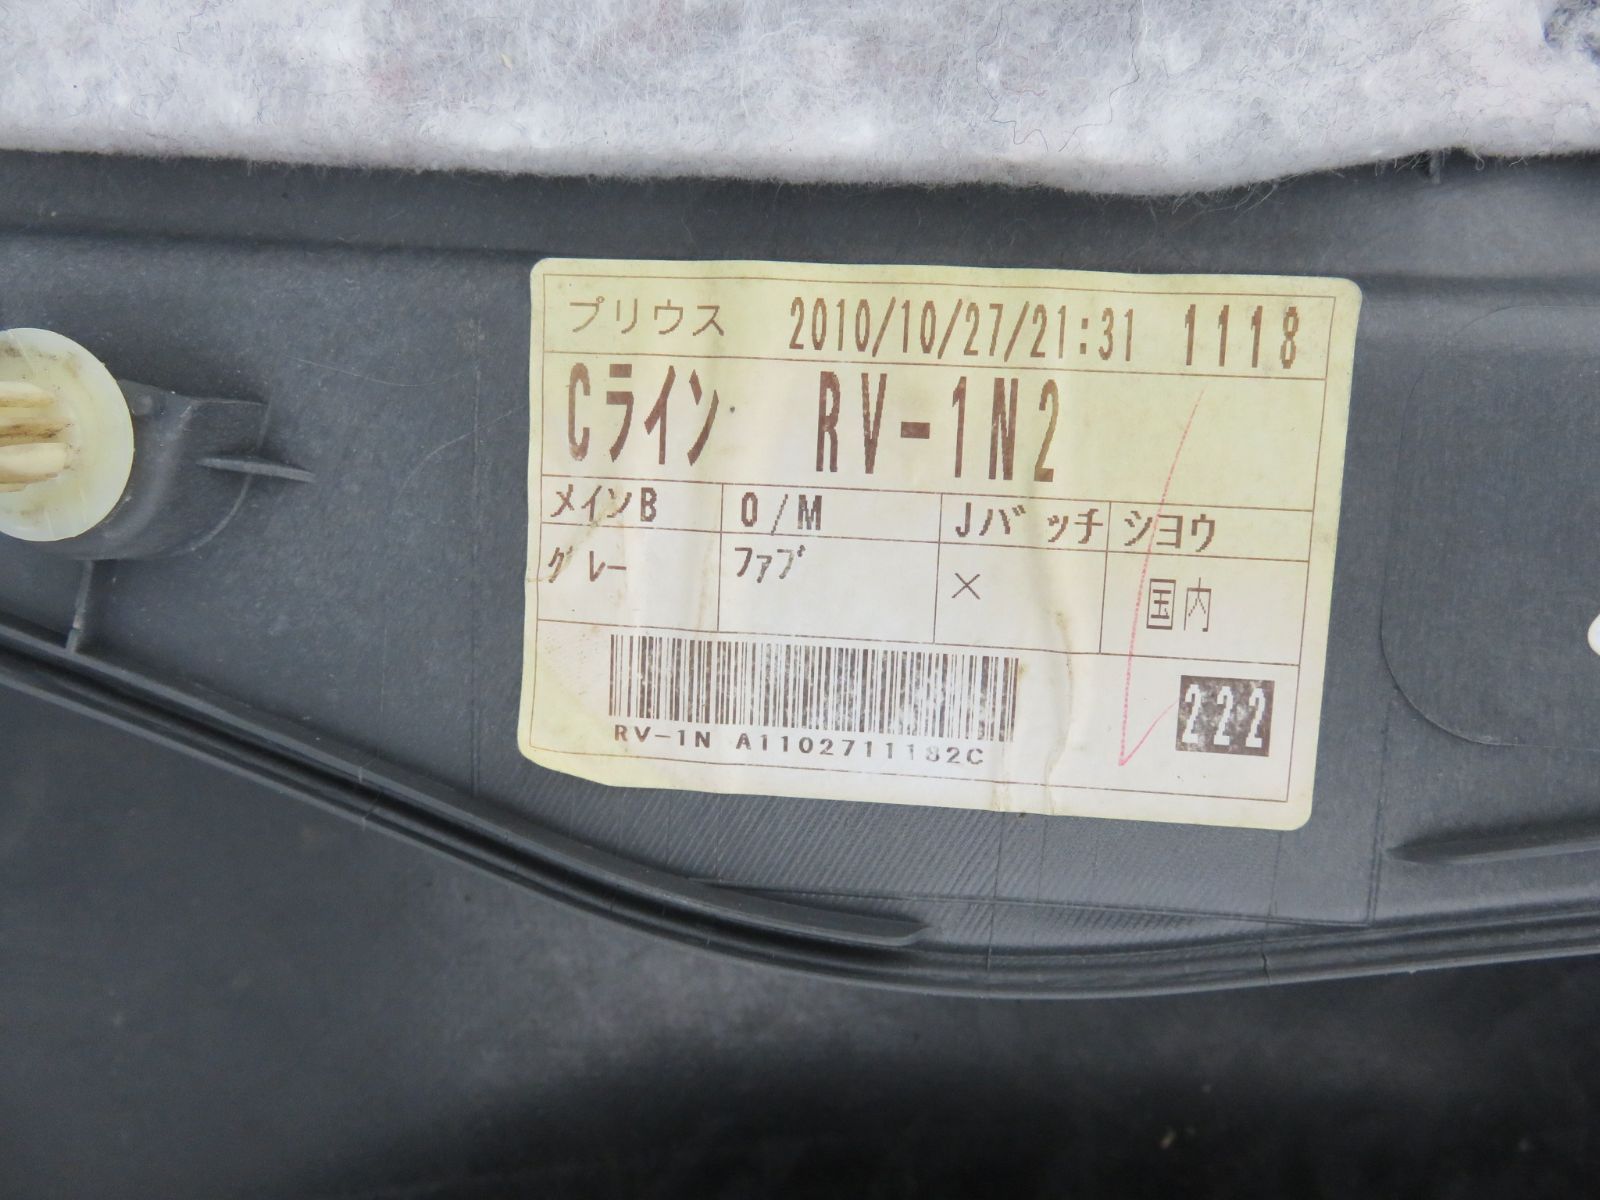 プリウス 2010/10/27/21:31 1118
Cライン RV-1N2
メインB O/M Jバッチ シヨウ
グレー ファブ × 国内
RV-1N A1102711182C
222